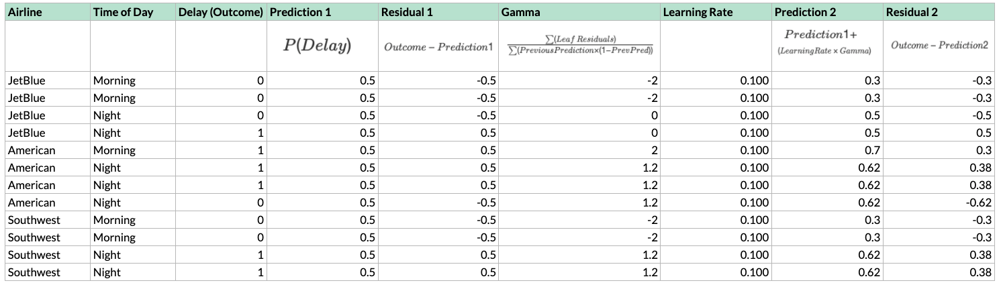 Airline Time of Day Delay (Outcome) Prediction 1 Residual 1 Gamma Learning Rate Prediction 2 Residual 2
P(Delay) Outcome − Prediction1 ∑(Leaf Residuals) / ∑(PreviousPrediction×(1−PrevPred)) Prediction1+ (LearningRate × Gamma) Outcome − Prediction2
JetBlue Morning 0 0.5 -0.5 -2 0.100 0.3 -0.3
JetBlue Morning 0 0.5 -0.5 -2 0.100 0.3 -0.3
JetBlue Night 0 0.5 -0.5 0 0.100 0.5 -0.5
JetBlue Night 1 0.5 0.5 0 0.100 0.5 0.5
American Morning 1 0.5 0.5 2 0.100 0.7 0.3
American Night 1 0.5 0.5 1.2 0.100 0.62 0.38
American Night 1 0.5 0.5 1.2 0.100 0.62 0.38
American Night 0 0.5 -0.5 1.2 0.100 0.62 -0.62
Southwest Morning 0 0.5 -0.5 -2 0.100 0.3 -0.3
Southwest Morning 0 0.5 -0.5 -2 0.100 0.3 -0.3
Southwest Night 1 0.5 0.5 1.2 0.100 0.62 0.38
Southwest Night 1 0.5 0.5 1.2 0.100 0.62 0.38